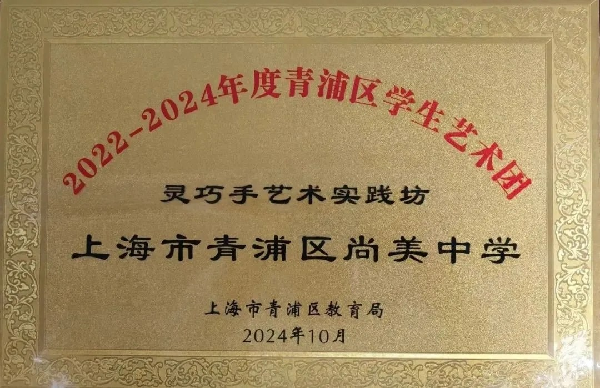 2022-2024年度青浦区学生艺术团
灵巧手艺术实践坊
上海市青浦区尚美中学
上海市青浦区教育局
2024年10月